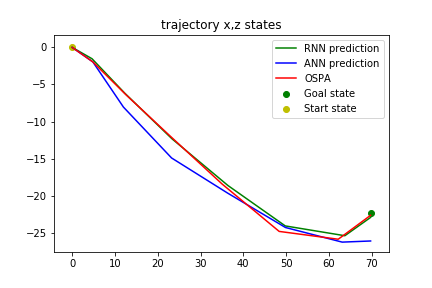 trajectory x,z states
RNN prediction
ANN prediction
OSPA
Goal state
Start state
0
−5
−10
−15
−20
−25
0 10 20 30 40 50 60 70